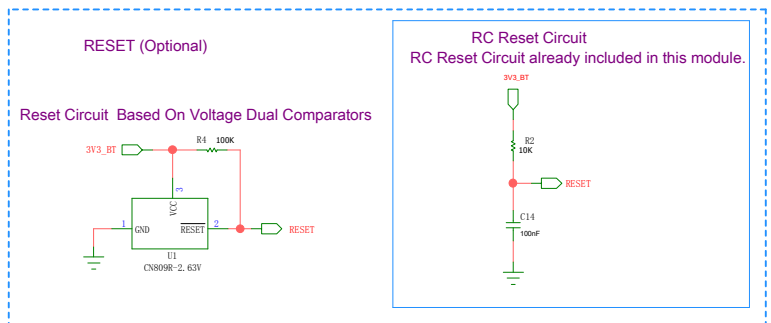 RESET (Optional)
Reset Circuit Based On Voltage Dual Comparators
3V3_BT
R4 100K
3
VCC
1
GND
RESET
2
RESET
U1
CN809R-2.63V
RC Reset Circuit
RC Reset Circuit already included in this module.
3V3_BT
R2
10K
RESET
C14
100nF